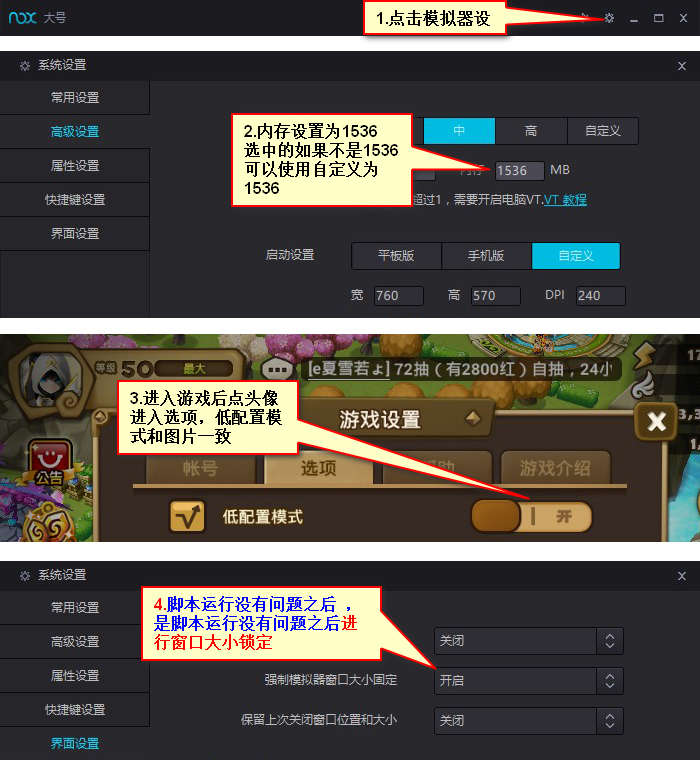 nox 大号
1.点击模拟器设
系统设置
常用设置
高级设置
属性设置
快捷键设置
界面设置
2.内存设置为1536
选中的如果不是1536
可以使用自定义为
1536
中
高
自定义
1536
MB
超过1，需要开启电脑VT.VT 教程
启动设置
平板版
手机版
自定义
宽
760
高
570
DPI
240
等级 50 最大
[e夏雪若ょ] 72抽（有2800红）自抽，24小
17
3.进入游戏后点头像
进入选项，低配置模
式和图片一致
游戏设置
3,3
公告
帐号
选项
助
游戏介绍
1,
低配置模式
开
系统设置
常用设置
高级设置
属性设置
快捷键设置
界面设置
4.脚本运行没有问题之后 ，
是脚本运行没有问题之后进
行窗口大小锁定
关闭
强制模拟器窗口大小固定
开启
保留上次关闭窗口位置和大小
关闭